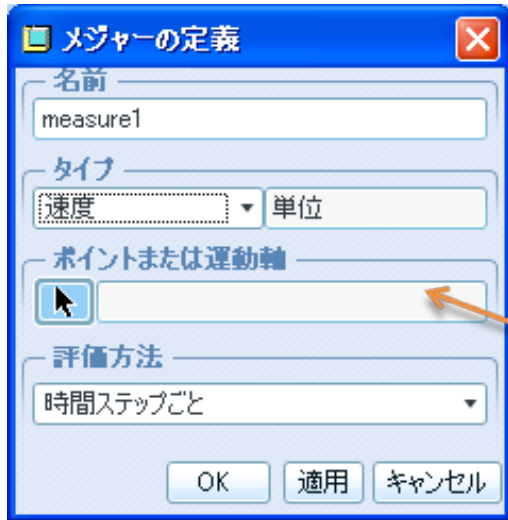 メジャーの定義
名前
measure1
タイプ
速度 単位
ポイントまたは運動軸
評価方法
時間ステップごと
OK 適用 キャンセル